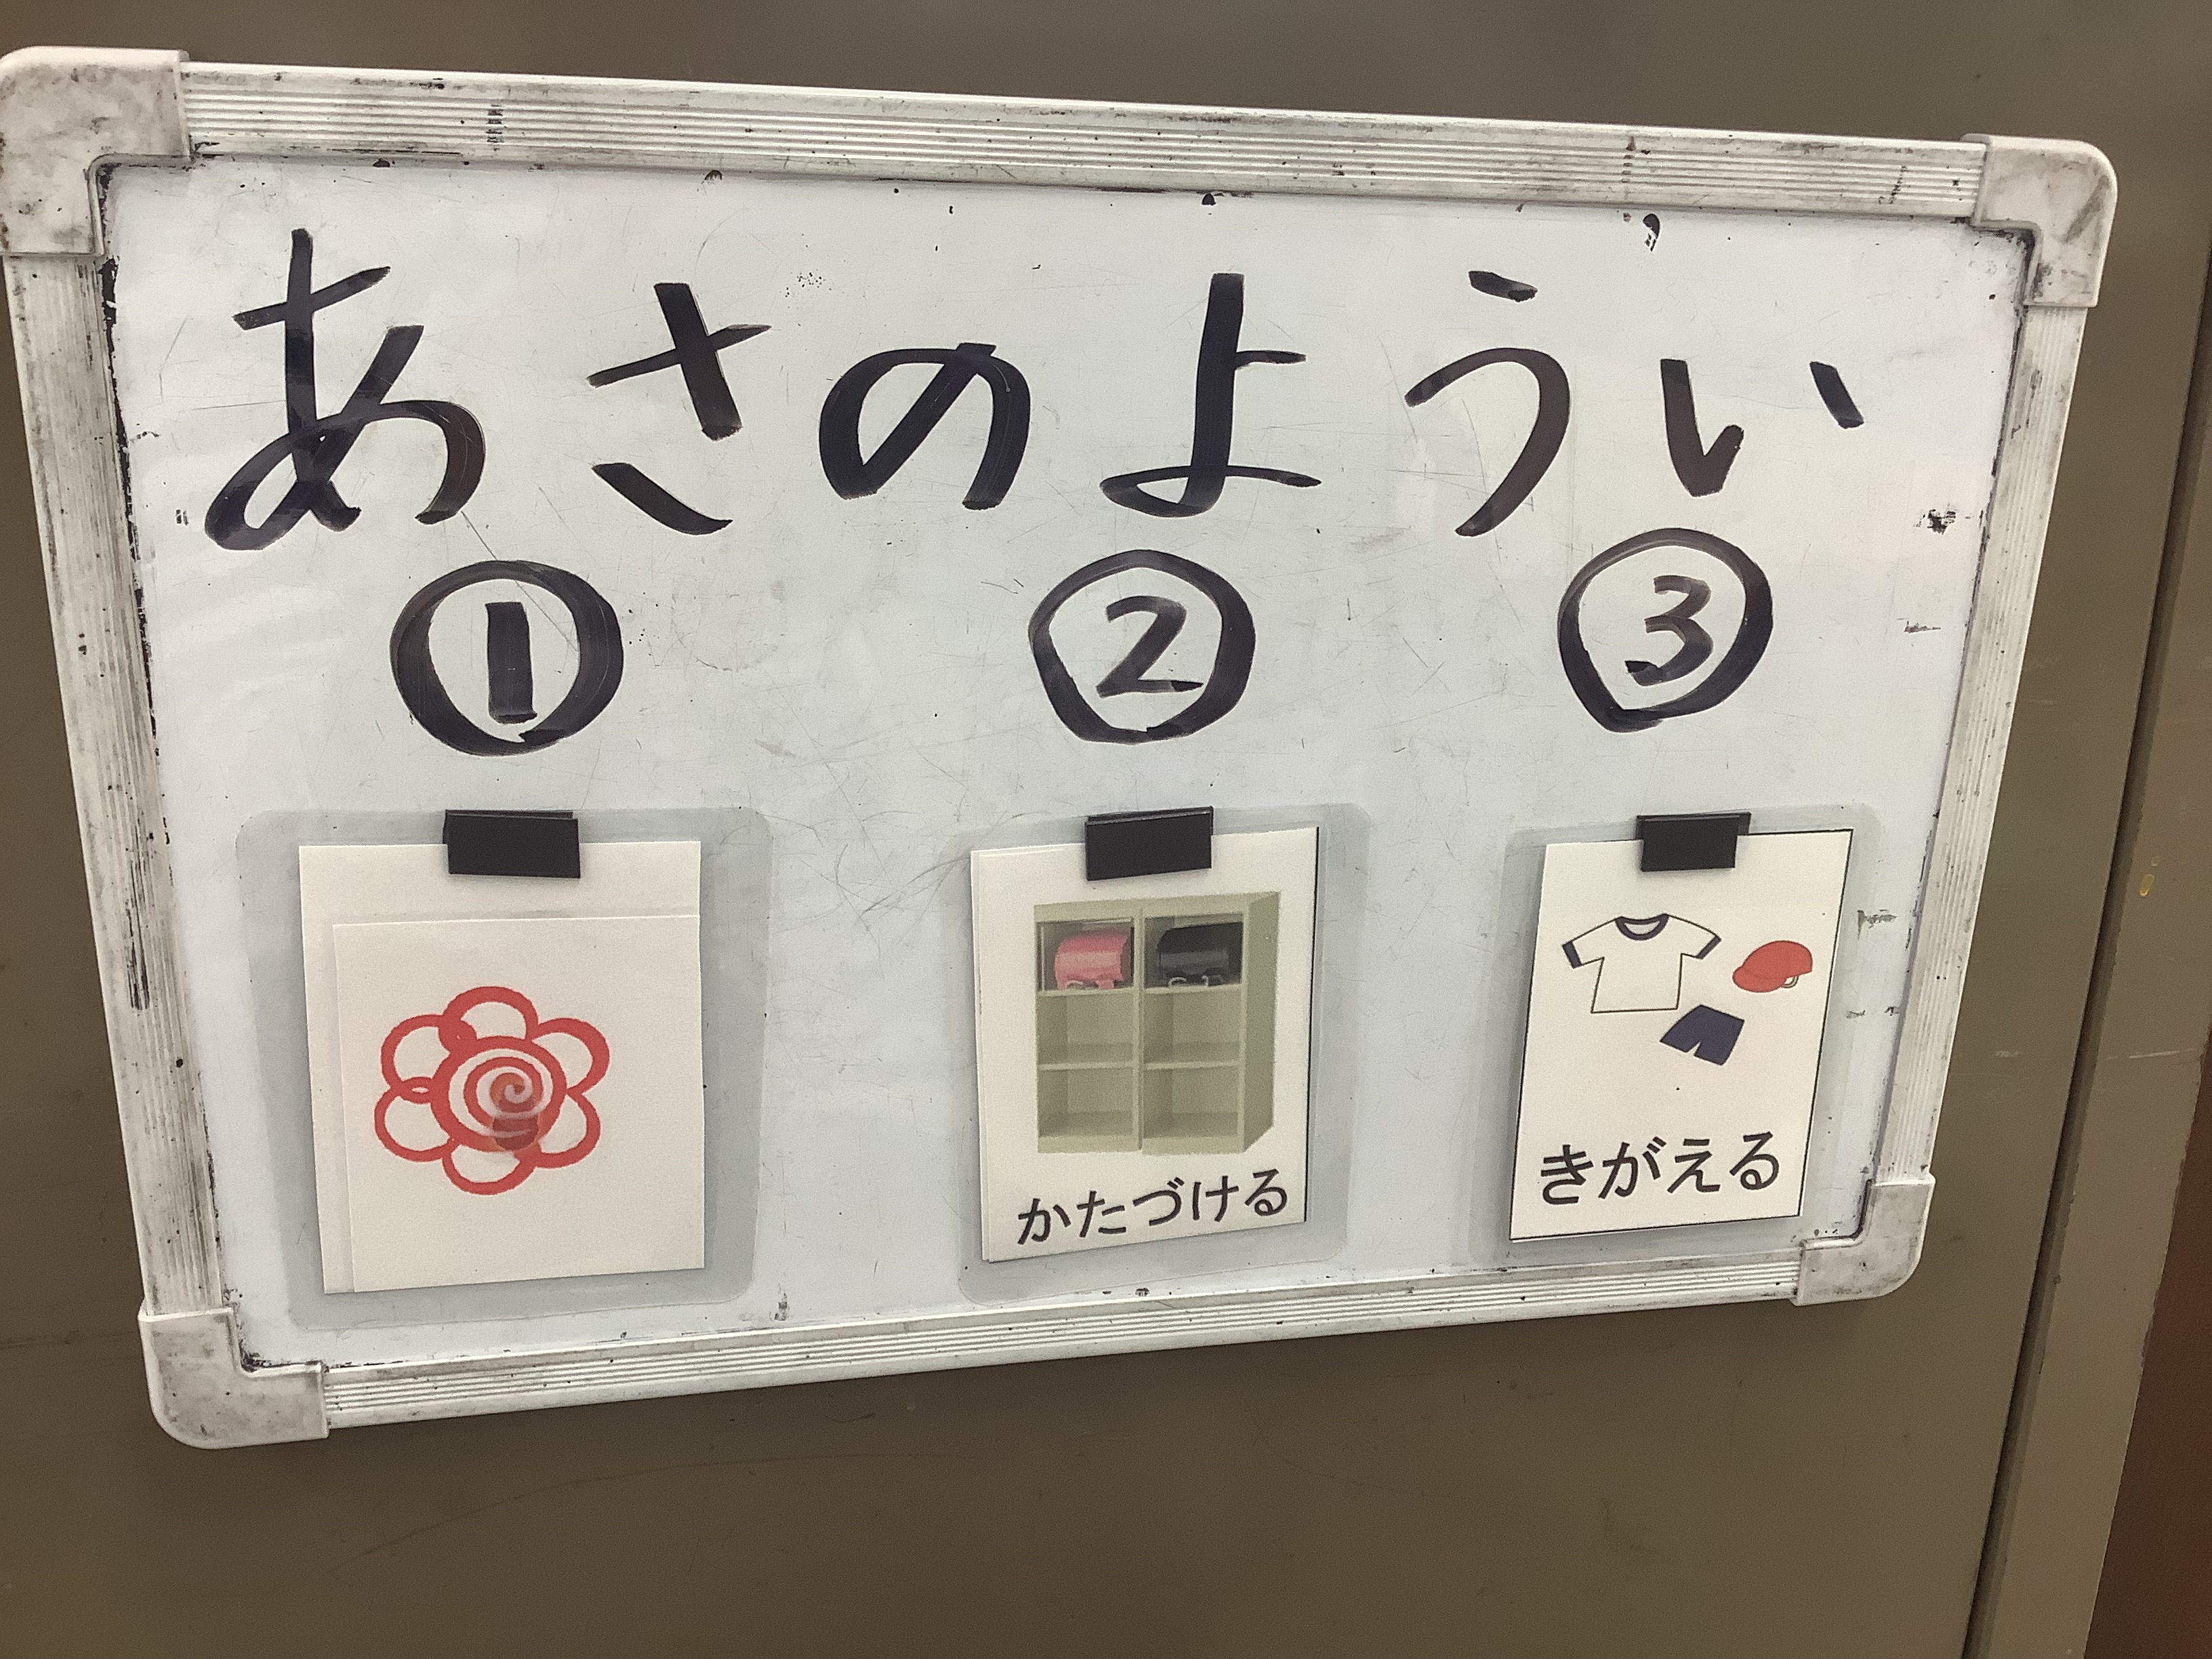 あさのようい
① ② ③
かたづける
きがえる